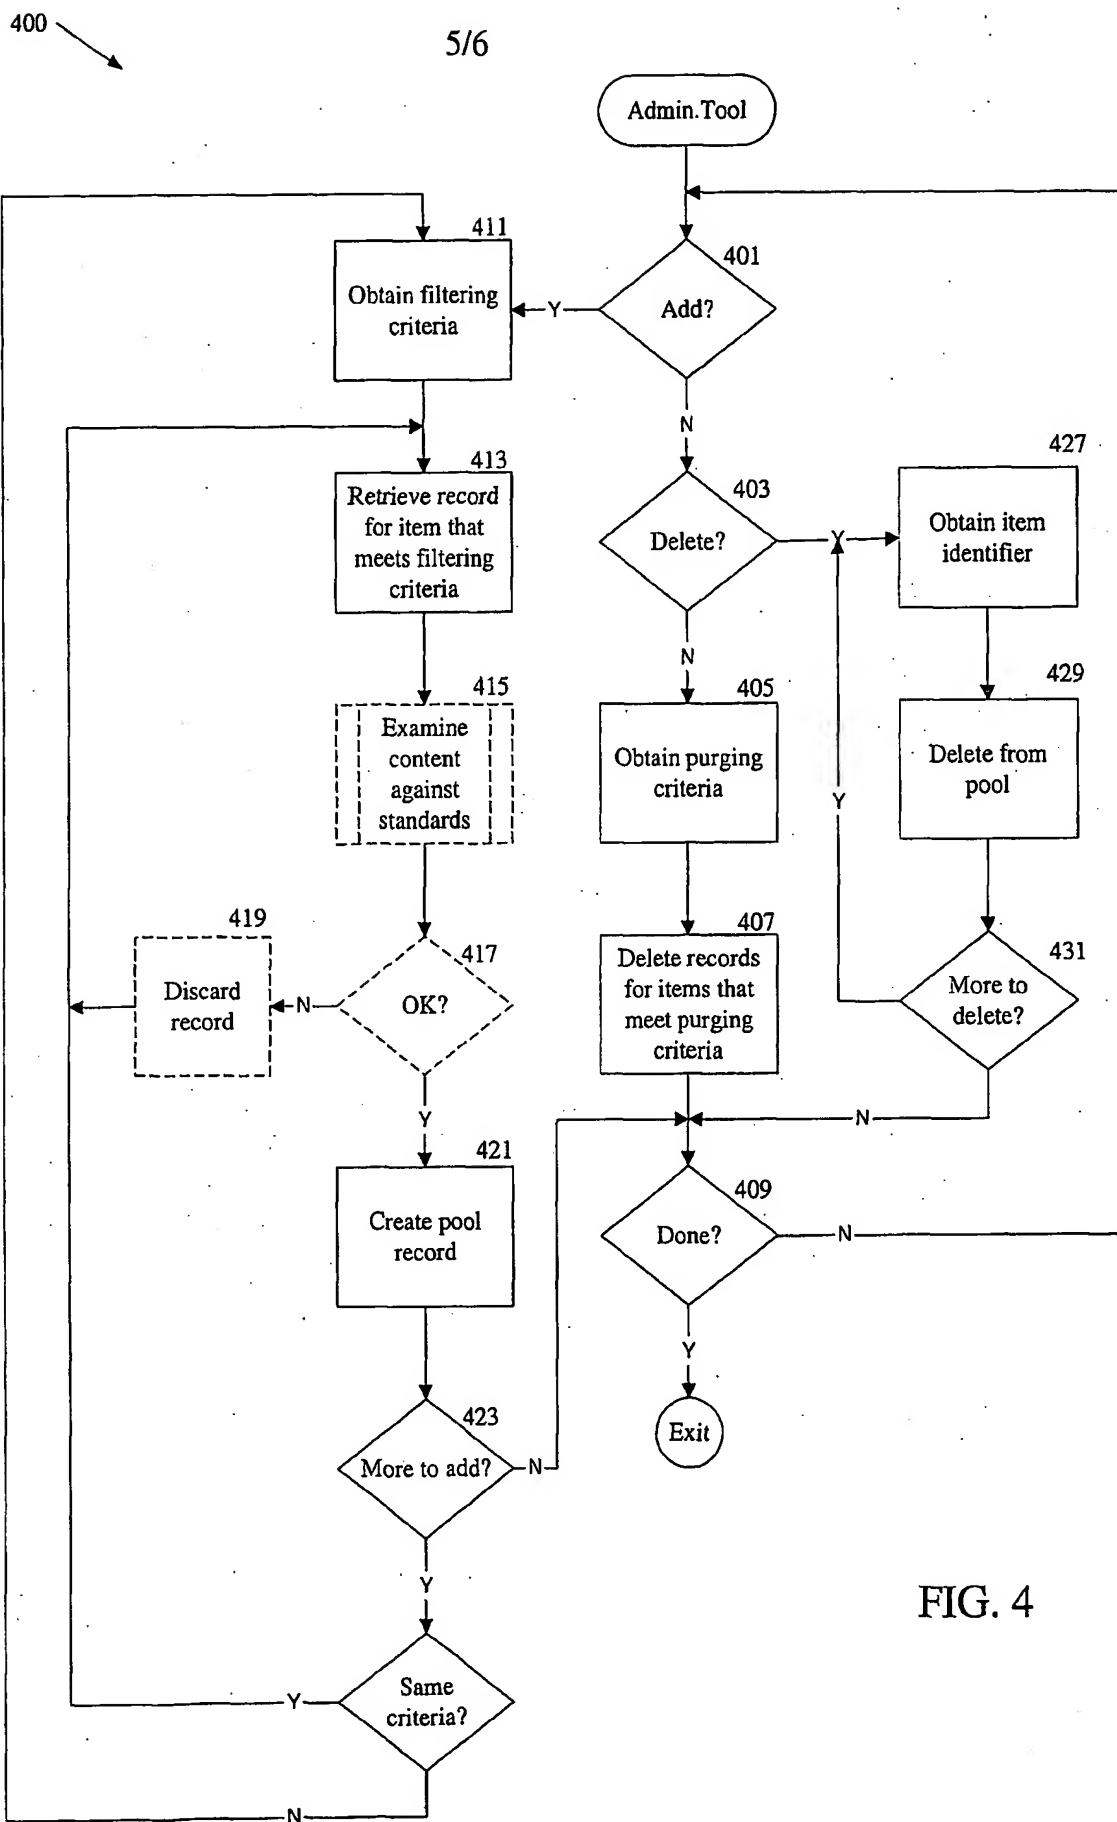 400
5/6
Admin.Tool
411
Obtain filtering
criteria
Y
401
Add?
N
413
Retrieve record
for item that
meets filtering
criteria
403
Delete?
Y
427
Obtain item
identifier
N
415
Examine
content
against
standards
405
Obtain purging
criteria
429
Delete from
pool
Y
419
Discard
record
N
417
OK?
407
Delete records
for items that
meet purging
criteria
431
More to
delete?
Y
N
421
Create pool
record
409
Done?
N
Y
Exit
423
More to add?
N
Y
Same
criteria?
Y
N
FIG. 4